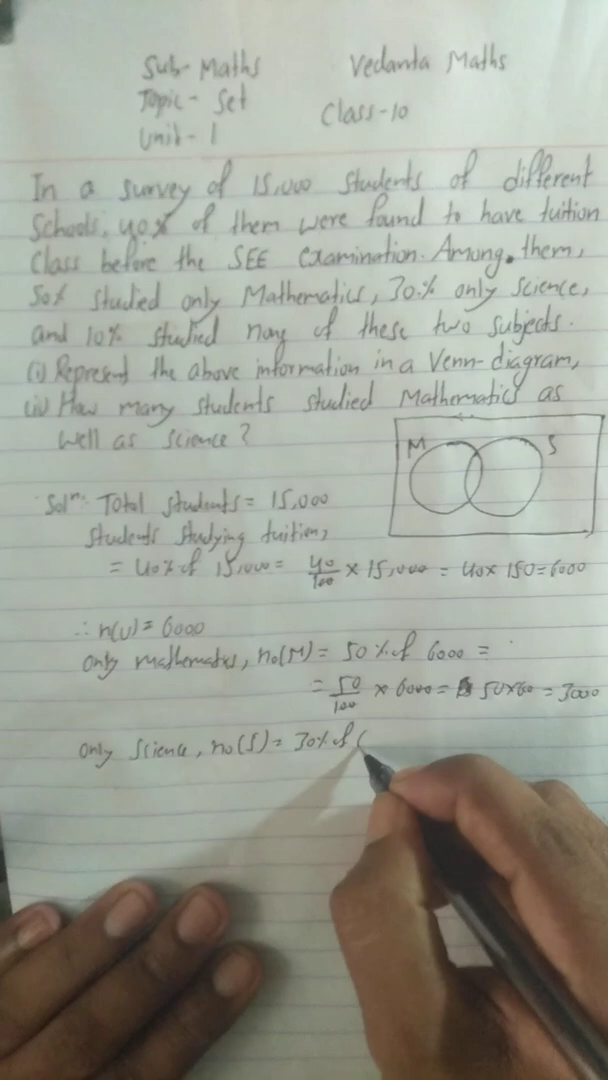 Sub- Maths Vedanta Maths
Topic- Set Class-10
Unit- 1
In a survey of 15,000 students of different
schools, 40% of them were found to have tuition
class before the SEE examination. Among them,
50% studied only Mathematics, 30% only science,
and 10% studied none of these two subjects.
(i) Represent the above information in a Venn-diagram,
(ii) How many students studied Mathematics as
well as science?
M S
Solⁿ: Total students = 15,000
students studying tuition,
= 40% of 15,000 = 40/100 × 15,000 = 40 × 150 = 6000
∴ n(U) = 6000
Only mathematics, no(M) = 50% of 6000 =
= 50/100 × 6000 = 50×60 = 3000
Only science, no(S) = 30% of